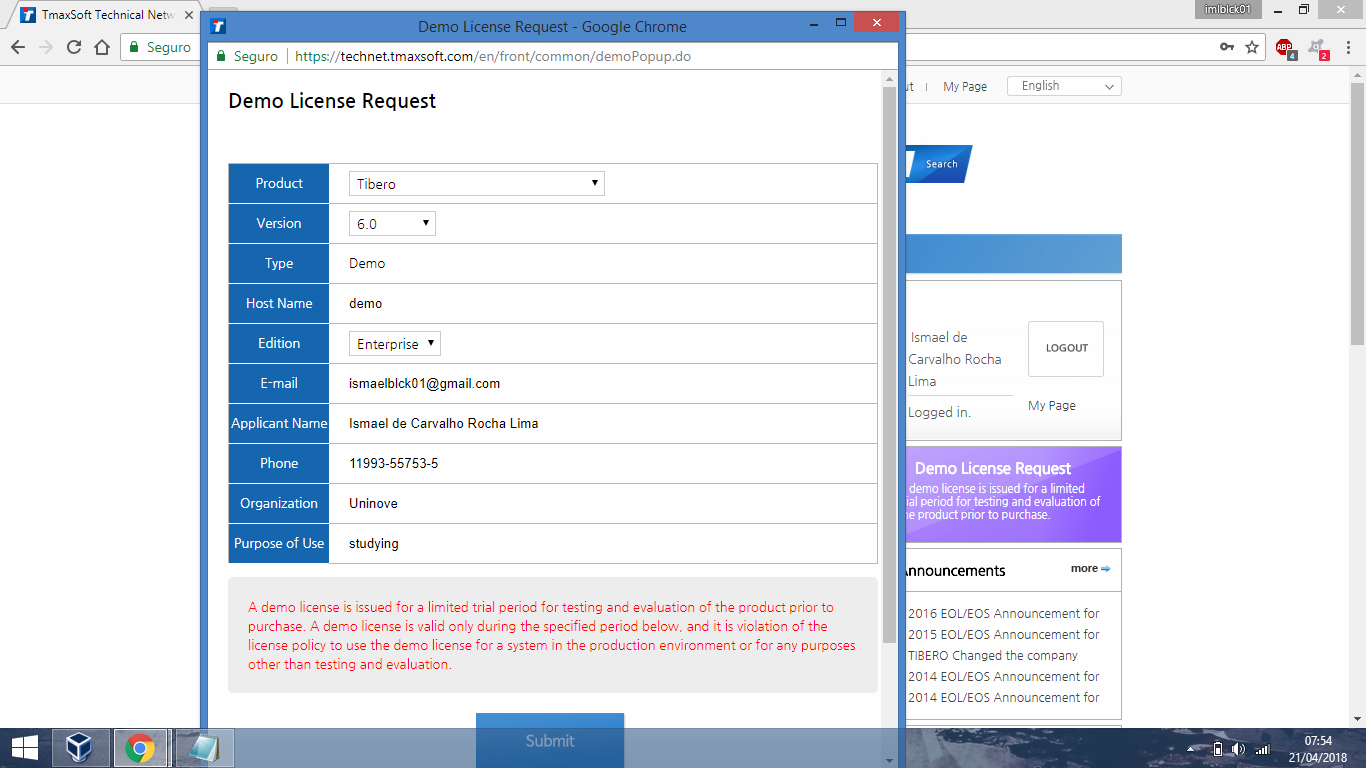 TmaxSoft Technical Netw
imlblck01
Demo License Request - Google Chrome
Seguro
Seguro
https://technet.tmaxsoft.com/en/front/common/demoPopup.do
ABP
4
2
Demo License Request
ut
My Page
English
Search
Product
Tibero
Version
6.0
Type
Demo
Host Name
demo
Edition
Enterprise
E-mail
ismaelblck01@gmail.com
Applicant Name
Ismael de Carvalho Rocha Lima
Phone
11993-55753-5
Organization
Uninove
Purpose of Use
studying
A demo license is issued for a limited trial period for testing and evaluation of the product prior to
purchase. A demo license is valid only during the specified period below, and it is violation of the
license policy to use the demo license for a system in the production environment or for any purposes
other than testing and evaluation.
Submit
Ismael de
Carvalho Rocha
Lima
Logged in.
LOGOUT
My Page
Demo License Request
demo license is issued for a limited
ial period for testing and evaluation of
e product prior to purchase.
Announcements
more
2016 EOL/EOS Announcement for
2015 EOL/EOS Announcement for
TIBERO Changed the company
2014 EOL/EOS Announcement for
2014 EOL/EOS Announcement for
07:54
21/04/2018